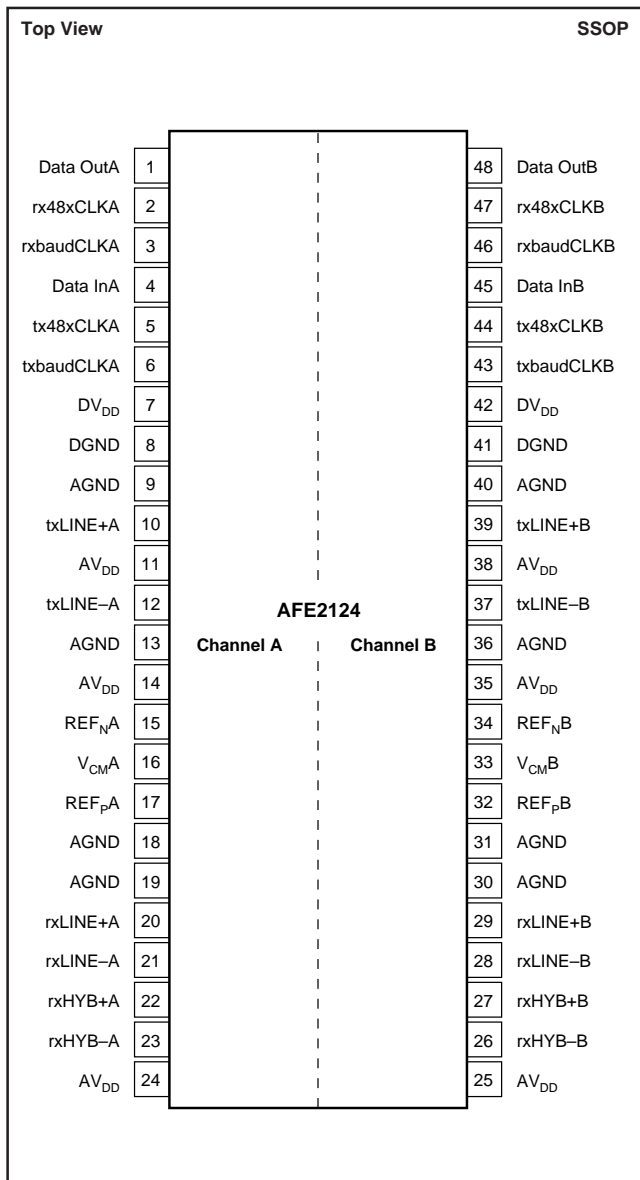 Top View SSOP
Data OutA 1 48 Data OutB
rx48xCLKA 2 47 rx48xCLKB
rxbaudCLKA 3 46 rxbaudCLKB
Data InA 4 45 Data InB
tx48xCLKA 5 44 tx48xCLKB
txbaudCLKA 6 43 txbaudCLKB
DVDD 7 42 DVDD
DGND 8 41 DGND
AGND 9 40 AGND
txLINE+A 10 39 txLINE+B
AVDD 11 38 AVDD
txLINE–A 12 37 txLINE–B
AFE2124
AGND 13 Channel A Channel B 36 AGND
AVDD 14 35 AVDD
REFNA 15 34 REFNB
VCMA 16 33 VCMB
REFPA 17 32 REFPB
AGND 18 31 AGND
AGND 19 30 AGND
rxLINE+A 20 29 rxLINE+B
rxLINE–A 21 28 rxLINE–B
rxHYB+A 22 27 rxHYB+B
rxHYB–A 23 26 rxHYB–B
AVDD 24 25 AVDD